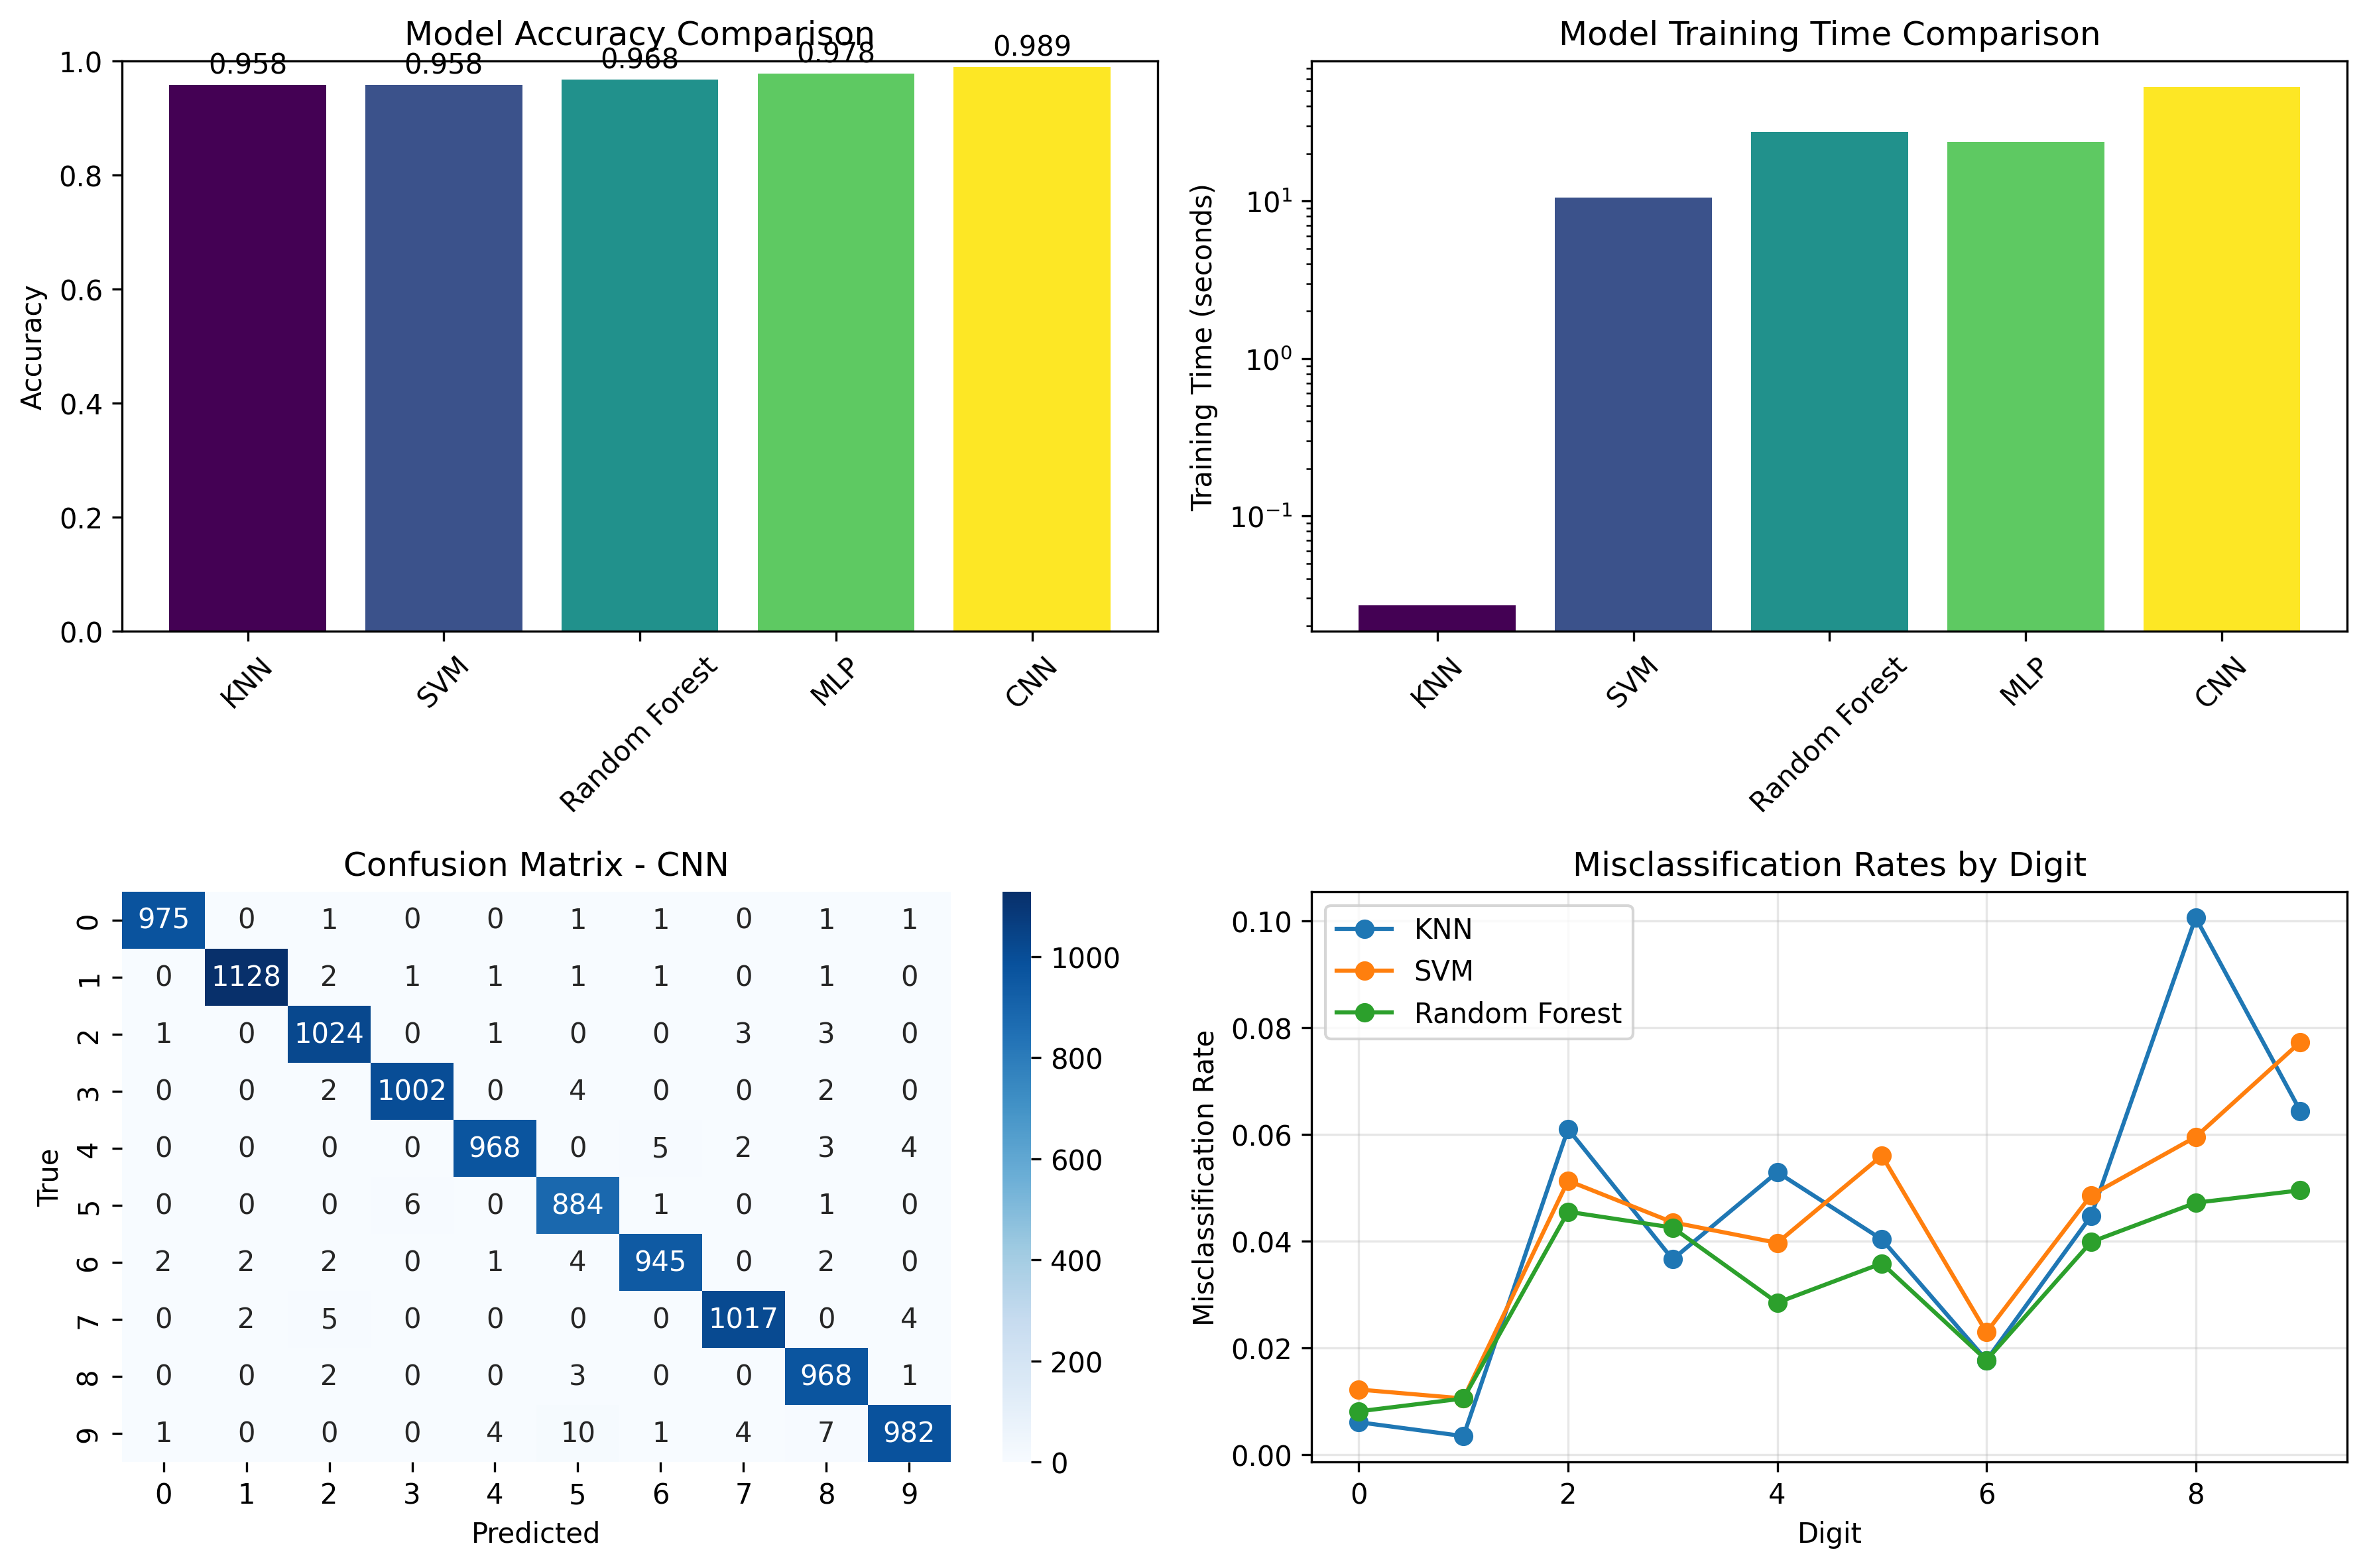 Model Accuracy Comparison
0.958 0.958 0.968 0.978 0.989
1.0
0.8
0.6
0.4
0.2
0.0
Accuracy
KNN SVM Random Forest MLP CNN
Model Training Time Comparison
10¹
10⁰
10⁻¹
Training Time (seconds)
KNN SVM Random Forest MLP CNN
Confusion Matrix - CNN
0 975 0 1 0 0 1 1 0 1 1
1 0 1128 2 1 1 1 1 0 1 0
2 1 0 1024 0 1 0 0 3 3 0
3 0 0 2 1002 0 4 0 0 2 0
4 0 0 0 0 968 0 5 2 3 4
5 0 0 0 6 0 884 1 0 1 0
6 2 2 2 0 1 4 945 0 2 0
7 0 2 5 0 0 0 0 1017 0 4
8 0 0 2 0 0 3 0 0 968 1
9 1 0 0 0 4 10 1 4 7 982
0 1 2 3 4 5 6 7 8 9
True
Predicted
1000
800
600
400
200
0
Misclassification Rates by Digit
KNN
SVM
Random Forest
0.10
0.08
0.06
0.04
0.02
0.00
Misclassification Rate
0 2 4 6 8
Digit